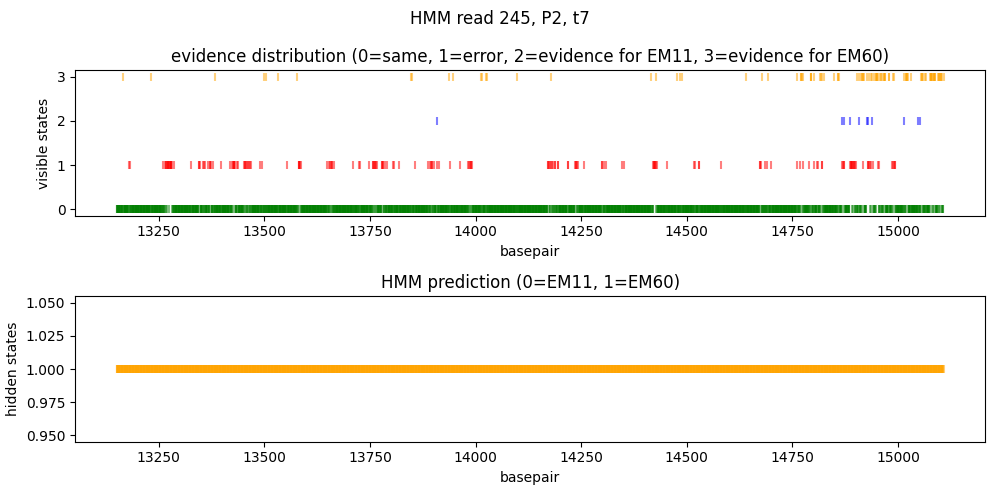 HMM read 245, P2, t7
evidence distribution (0=same, 1=error, 2=evidence for EM11, 3=evidence for EM60)
visible states
3
2
1
0
13250 13500 13750 14000 14250 14500 14750 15000
basepair
HMM prediction (0=EM11, 1=EM60)
hidden states
1.050
1.025
1.000
0.975
0.950
13250 13500 13750 14000 14250 14500 14750 15000
basepair